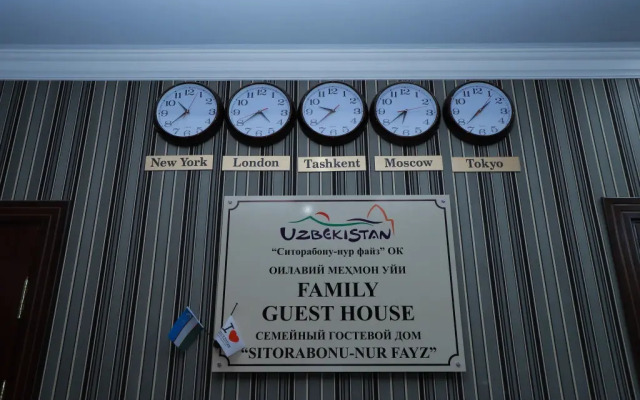 New York
London
Tashkent
Moscow
Tokyo
UZBEKISTAN
“Ситорабону-нур файз” ОК
ОИЛАВИЙ МЕҲМОН УЙИ
FAMILY
GUEST HOUSE
СЕМЕЙНЫЙ ГОСТЕВОЙ ДОМ
“SITORABONU-NUR FAYZ”
I